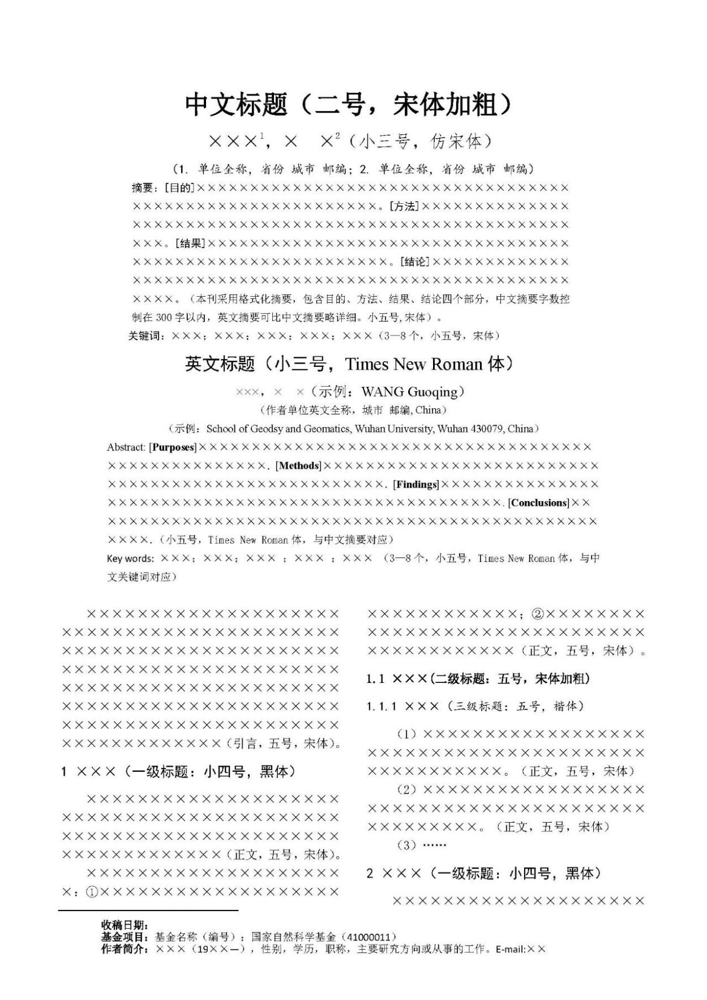 中文标题（二号，宋体加粗）
×××1，×　×2（小三号，仿宋体）
（1. 单位全称，省份 城市 邮编；2. 单位全称，省份 城市 邮编）
摘要：[目的]×××××××××××××××××××××××××××××××××××
×××××××××××××××××××××××。[方法]××××××××××××××
×××××××××××××××××××××××××××××××××××××××××
×××。[结果]××××××××××××××××××××××××××××××××××
××××××××××××××××××××××××。[结论]×××××××××××××
×××××××××××××××××××××××××××××××××××××××××
××××。（本刊采用格式化摘要，包含目的、方法、结果、结论四个部分，中文摘要字数控
制在 300 字以内，英文摘要可比中文摘要略详细。小五号,宋体）。
关键词：×××；×××；×××；×××；×××（3—8 个，小五号，宋体）
英文标题（小三号，Times New Roman 体）
×××，×　×（示例：WANG Guoqing）
（作者单位英文全称，城市 邮编, China）
（示例：School of Geodsy and Geomatics, Wuhan University, Wuhan 430079, China）
Abstract: [Purposes]×××××××××××××××××××××××××××××××××××××
×××××××××××××××. [Methods]××××××××××××××××××××××××××
××××××××××××××××××××××××××. [Findings]×××××××××××××××
×××××××××××××××××××××××××××××××××××××. [Conclusions]××
××××××××××××××××××××××××××××××××××××××××××××××
××××.（小五号，Times New Roman 体，与中文摘要对应）
Key words: ×××；×××；××× ；××× ；××× （3—8 个，小五号，Times New Roman 体，与中
文关键词对应）
××××××××××××××××××××
××××××××××××××××××××××
××××××××××××××××××××××
××××××××××××××××××××××
××××××××××××××××××××××
××××××××××××××××××××××
××××××××××××××××××××××
×××××××××××××（引言，五号，宋体）。
1 ×××（一级标题：小四号，黑体）
××××××××××××××××××××
××××××××××××××××××××××
××××××××××××××××××××××
×××××××××××××（正文，五号，宋体）。
××××××××××××××××××××
×：①×××××××××××××××××××
××××××××××××；②××××××××
××××××××××××××××××××××
××××××××××××（正文，五号，宋体）。
1.1 ×××(二级标题：五号，宋体加粗)
1.1.1 ×××（三级标题：五号，楷体）
（1）××××××××××××××××××
××××××××××××××××××××××
×××××××××××。（正文，五号，宋体）
（2）××××××××××××××××××
××××××××××××××××××××××
×××××××××。（正文，五号，宋体）
（3）……
2 ×××（一级标题：小四号，黑体）
××××××××××××××××××××
收稿日期：
基金项目：基金名称（编号）；国家自然科学基金（41000011）
作者简介：×××（19××—），性别，学历，职称，主要研究方向或从事的工作。E-mail:××